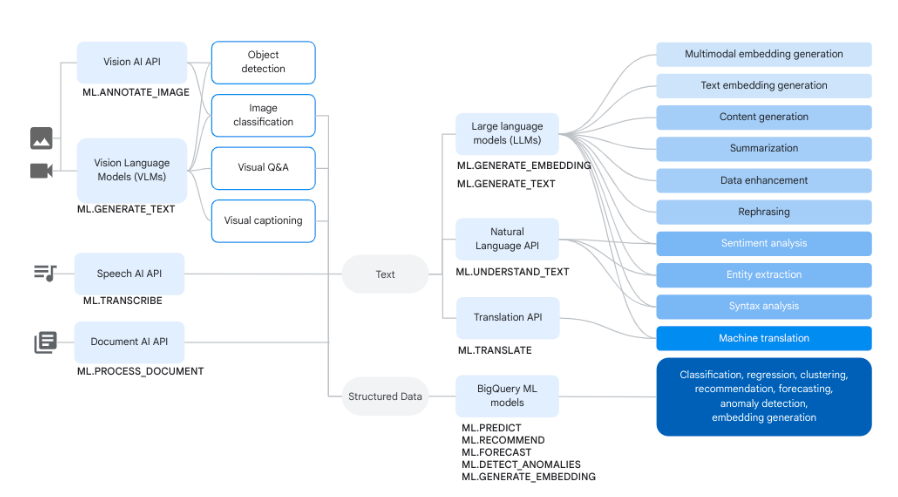 Vision AI API
ML.ANNOTATE_IMAGE
Vision Language
Models (VLMs)
ML.GENERATE_TEXT
Speech AI API
ML.TRANSCRIBE
Document AI API
ML.PROCESS_DOCUMENT
Object
detection
Image
classification
Visual Q&A
Visual captioning
Text
Structured Data
Large language
models (LLMs)
ML.GENERATE_EMBEDDING
ML.GENERATE_TEXT
Natural
Language API
ML.UNDERSTAND_TEXT
Translation API
ML.TRANSLATE
BigQuery ML
models
ML.PREDICT
ML.RECOMMEND
ML.FORECAST
ML.DETECT_ANOMALIES
ML.GENERATE_EMBEDDING
Multimodal embedding generation
Text embedding generation
Content generation
Summarization
Data enhancement
Rephrasing
Sentiment analysis
Entity extraction
Syntax analysis
Machine translation
Classification, regression, clustering,
recommendation, forecasting,
anomaly detection,
embedding generation